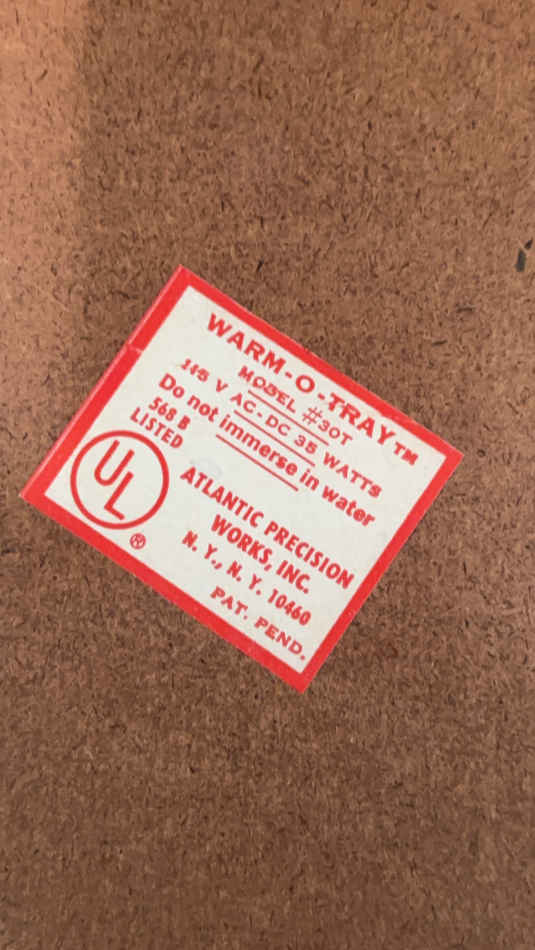 WARM-O-TRAY™
MODEL #30T
115 V AC-DC 35 WATTS
Do not immerse in water
568 B
LISTED
UL
®
ATLANTIC PRECISION
WORKS, INC.
N. Y., N. Y. 10460
PAT. PEND.